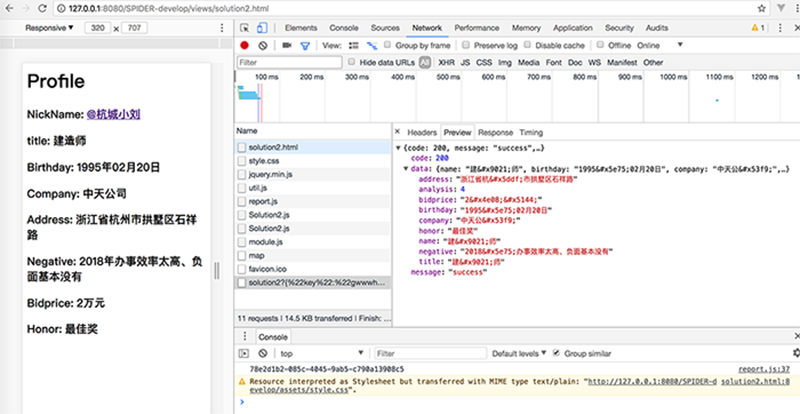 127.0.0.1:8080/SPIDER-develop/views/solution2.html
Responsive ▼ 320 × 707
Profile
NickName: @杭城小刘
title: 建造师
Birthday: 1995年02月20日
Company: 中天公司
Address: 浙江省杭州市拱墅区石祥
路
Negative: 2018年办事效率太高、负
面基本没有
Bidprice: 2万元
Honor: 最佳奖
Elements Console Sources Network Performance Memory Application Security Audits 1
View: Group by frame Preserve log Disable cache Offline Online
Filter Hide data URLs All XHR JS CSS Img Media Font Doc WS Manifest Other
100 ms 200 ms 300 ms 400 ms 500 ms 600 ms 700 ms 800 ms 900 ms 1000 ms 1100 ms 1200 ms
Name
solution2.html
style.css
jquery.min.js
util.js
report.js
Solution2.js
Solution2.js
module.js
map
favicon.ico
solution2?{%22key%22:%22gwwwh...
11 requests | 14.5 KB transferred | Finish: ...
× Headers Preview Response Timing
{code: 200, message: "success",…}
code: 200
data: {name: "建&#x9021;师", birthday: "1995&#x5e75;02月20日", company: "中天公&#x53f9;",…}
address: "浙江省杭&#x5ddf;市拱墅区石祥路"
analysis: 4
bidprice: "2&#x4e08;&#x5144;"
birthday: "1995&#x5e75;02月20日"
company: "中天公&#x53f9;"
honor: "最佳奖"
name: "建&#x9021;师"
negative: "2018&#x5e75;办事效率太高、负面基本没有"
title: "建&#x9021;师"
message: "success"
Console
top ▼ Filter Default levels ▼ Group similar
78e2d1b2-085c-4045-9ab5-c790a13908c5 report.js:37
Resource interpreted as Stylesheet but transferred with MIME type text/plain: "http://127.0.0.1:8080/SPIDER-d solution2.html:8
evelop/assets/style.css".